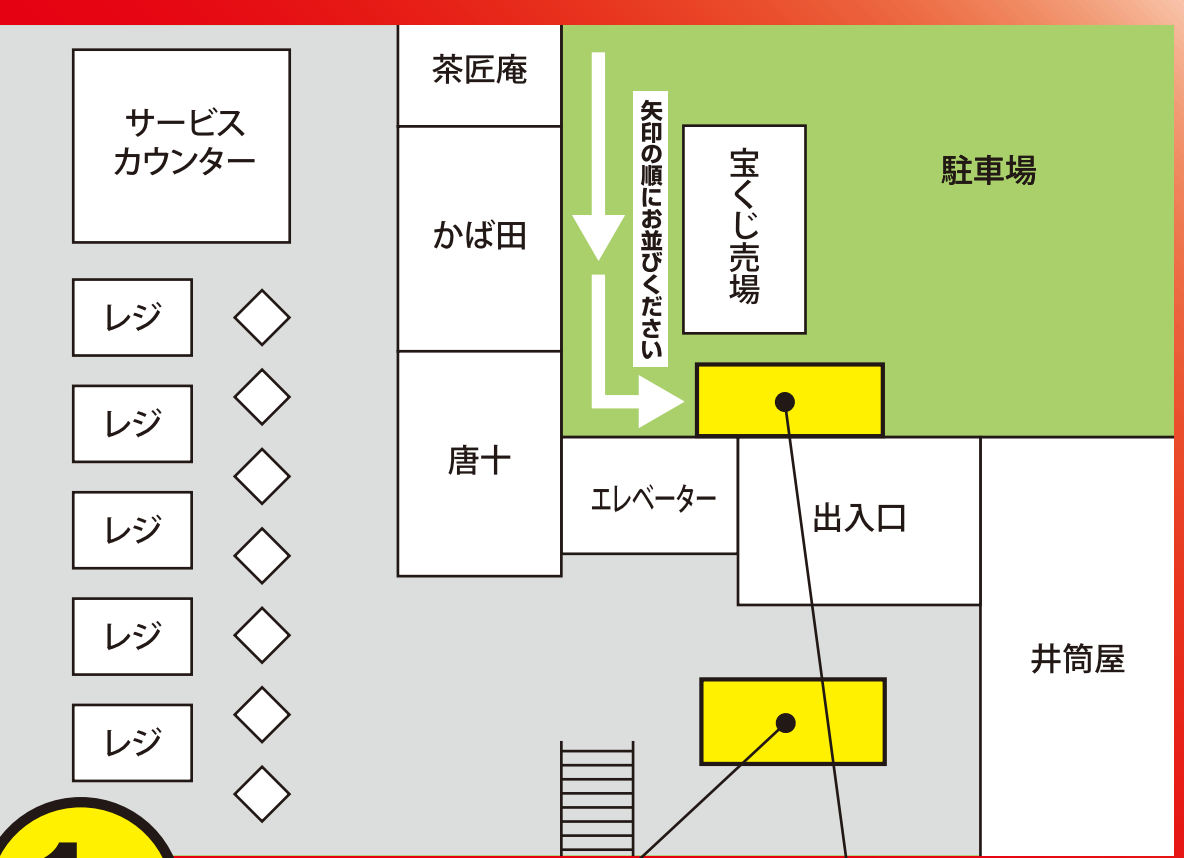 サービス
カウンター
レジ
レジ
レジ
レジ
レジ
茶匠庵
かば田
唐十
矢印の順にお並びください
宝くじ売場
駐車場
エレベーター
出入口
井筒屋
1